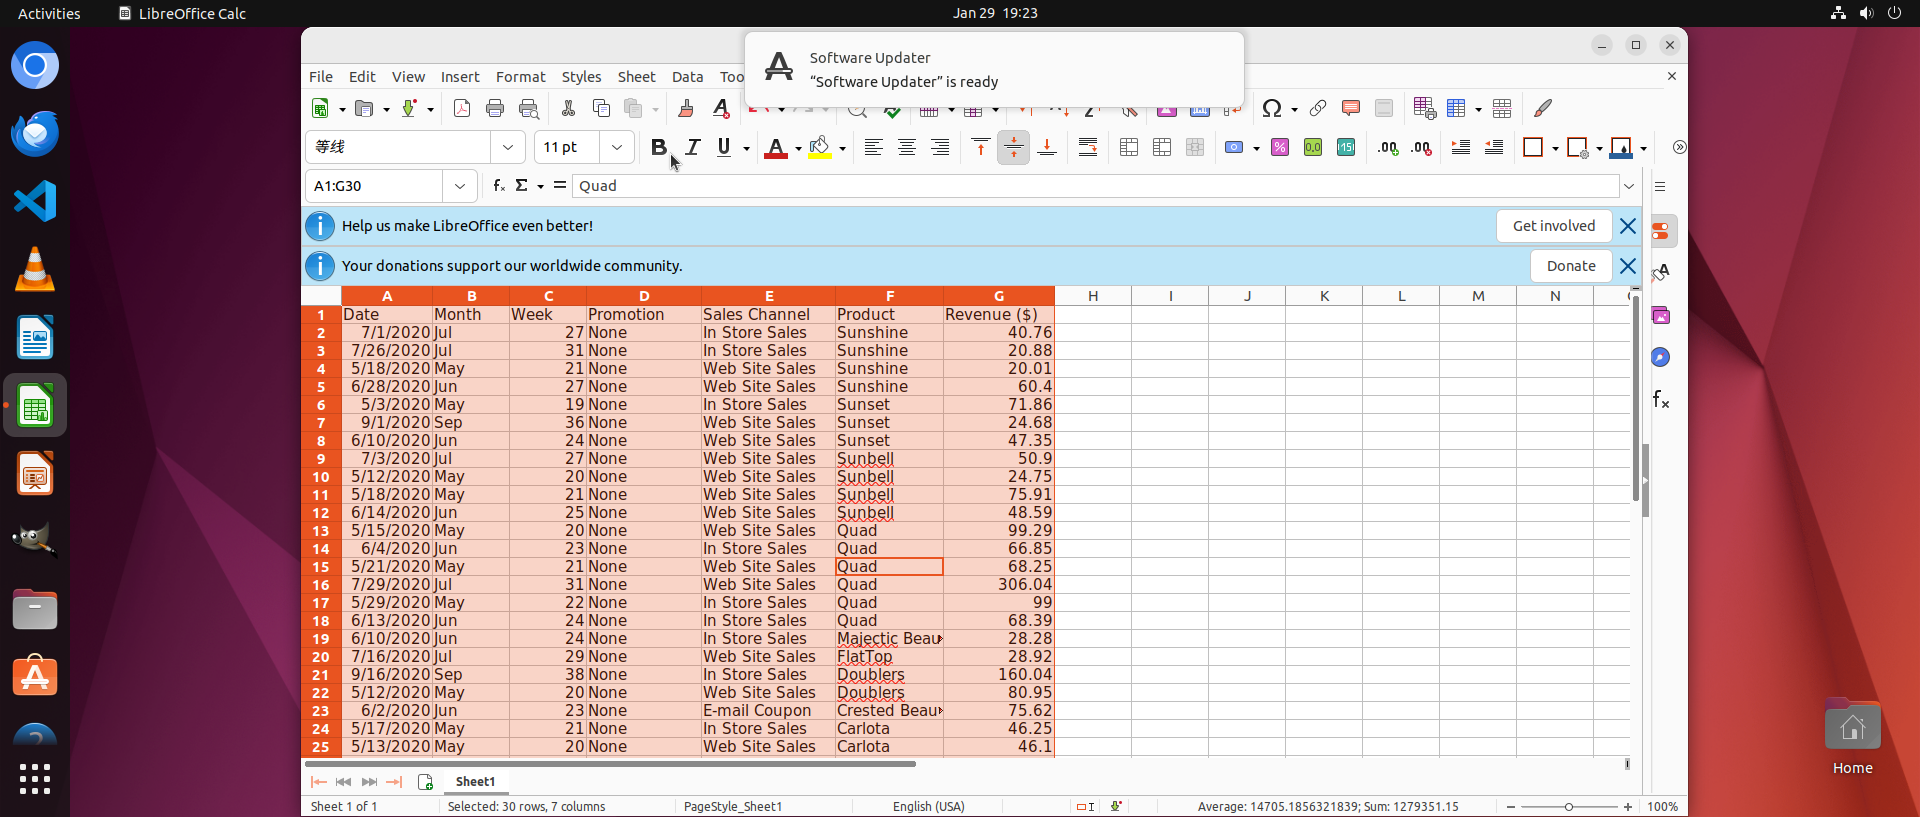 Activities LibreOffice Calc Jan 29 19:23
Software Updater
“Software Updater” is ready
File Edit View Insert Format Styles Sheet Data Too
等线 11 pt B I U A
A1:G30 fx Σ = Quad
Help us make LibreOffice even better! Get involved
Your donations support our worldwide community. Donate
A B C D E F G H I J K L M N
1 Date Month Week Promotion Sales Channel Product Revenue ($)
2 7/1/2020 Jul 27 None In Store Sales Sunshine 40.76
3 7/26/2020 Jul 31 None In Store Sales Sunshine 20.88
4 5/18/2020 May 21 None Web Site Sales Sunshine 20.01
5 6/28/2020 Jun 27 None Web Site Sales Sunshine 60.4
6 5/3/2020 May 19 None In Store Sales Sunset 71.86
7 9/1/2020 Sep 36 None Web Site Sales Sunset 24.68
8 6/10/2020 Jun 24 None Web Site Sales Sunset 47.35
9 7/3/2020 Jul 27 None Web Site Sales Sunbell 50.9
10 5/12/2020 May 20 None Web Site Sales Sunbell 24.75
11 5/18/2020 May 21 None Web Site Sales Sunbell 75.91
12 6/14/2020 Jun 25 None Web Site Sales Sunbell 48.59
13 5/15/2020 May 20 None Web Site Sales Quad 99.29
14 6/4/2020 Jun 23 None In Store Sales Quad 66.85
15 5/21/2020 May 21 None Web Site Sales Quad 68.25
16 7/29/2020 Jul 31 None Web Site Sales Quad 306.04
17 5/29/2020 May 22 None In Store Sales Quad 99
18 6/13/2020 Jun 24 None In Store Sales Quad 68.39
19 6/10/2020 Jun 24 None In Store Sales Majectic Beau 28.28
20 7/16/2020 Jul 29 None Web Site Sales FlatTop 28.92
21 9/16/2020 Sep 38 None In Store Sales Doublers 160.04
22 5/12/2020 May 20 None Web Site Sales Doublers 80.95
23 6/2/2020 Jun 23 None E-mail Coupon Crested Beau 75.62
24 5/17/2020 May 21 None In Store Sales Carlota 46.25
25 5/13/2020 May 20 None Web Site Sales Carlota 46.1
Home
Sheet1
Sheet 1 of 1 Selected: 30 rows, 7 columns PageStyle_Sheet1 English (USA) Average: 14705.1856321839; Sum: 1279351.15 100%